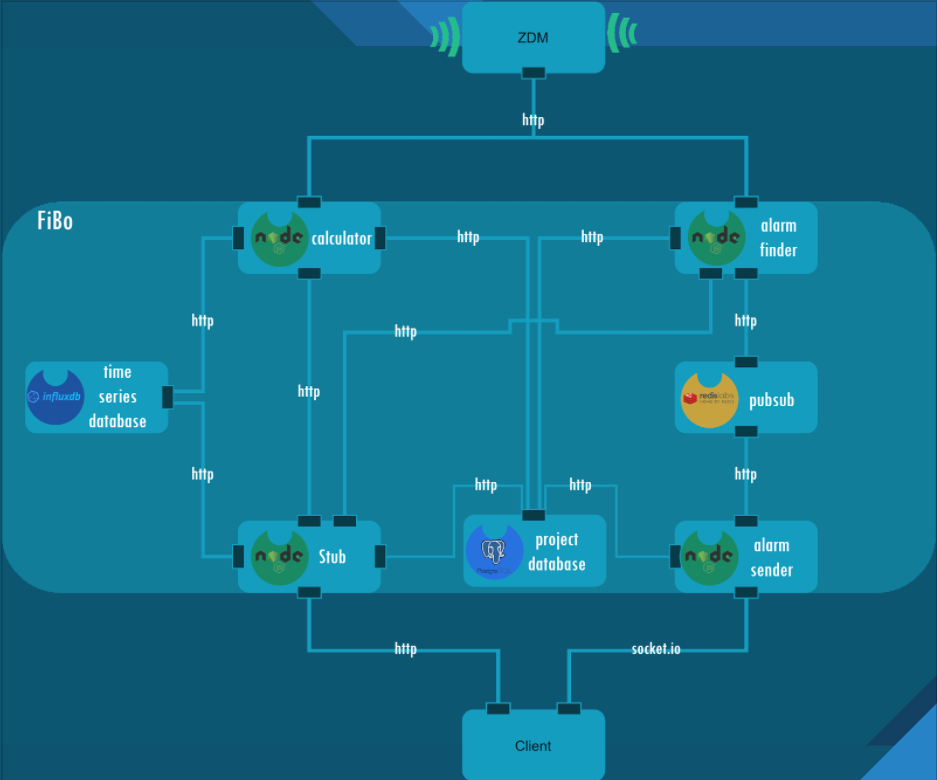 ZDM
http
FiBo
node
calculator
http
http
node
alarm
finder
http
http
http
influxdb
time
series
database
http
redislabs
pubsub
http
http
http
http
node
Stub
PostgreSQL
project
database
node
alarm
sender
http
socket.io
Client